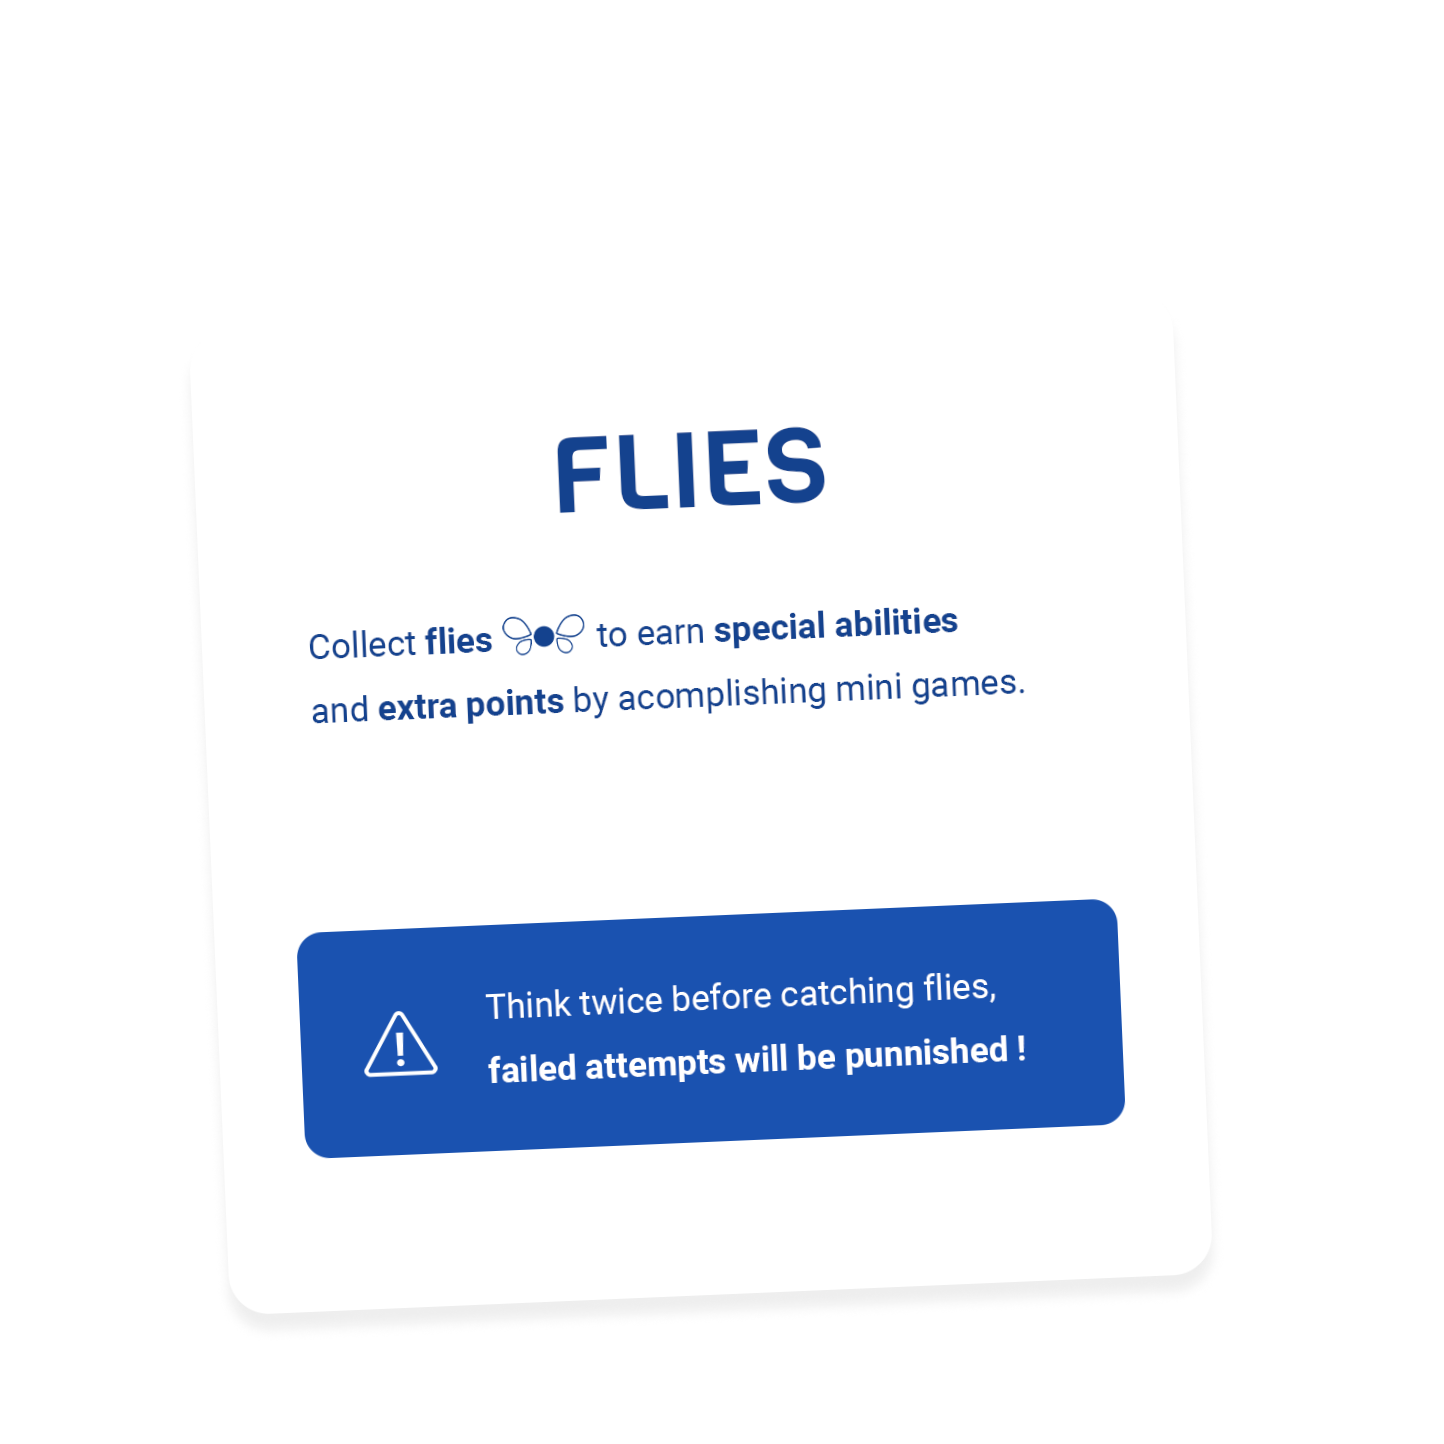 FLIES
Collect flies to earn special abilities
and extra points by acomplishing mini games.
Think twice before catching flies,
failed attempts will be punnished !